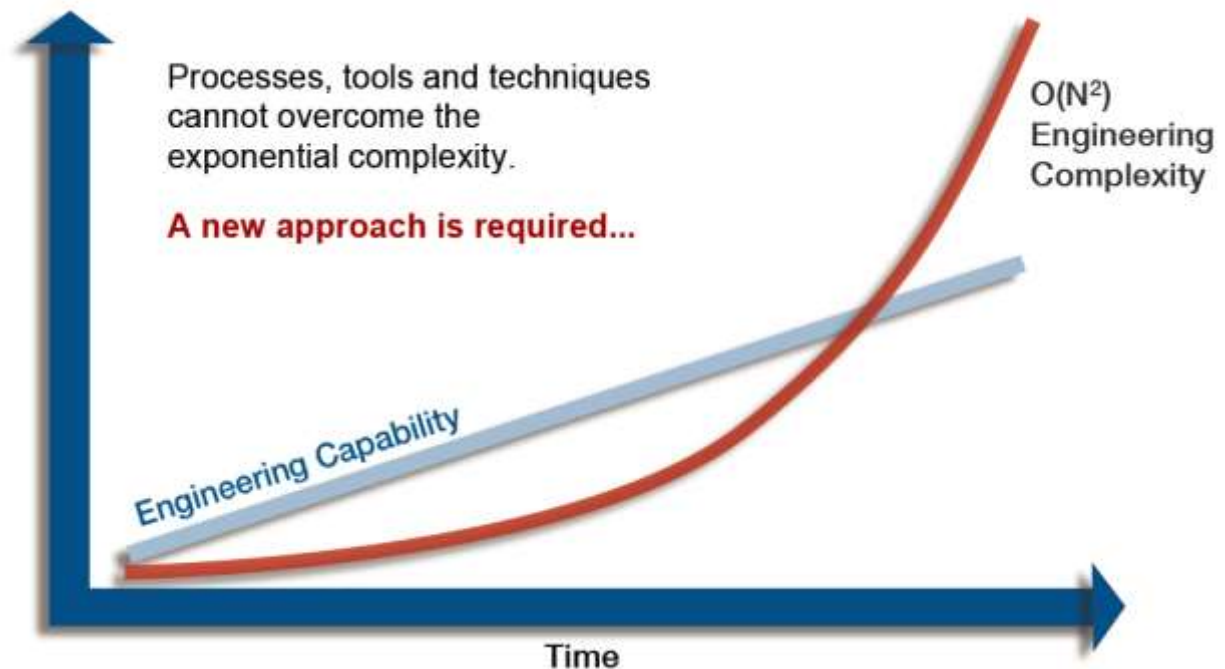 Processes, tools and techniques
cannot overcome the
exponential complexity.
A new approach is required...
O(N²)
Engineering
Complexity
Engineering Capability
Time